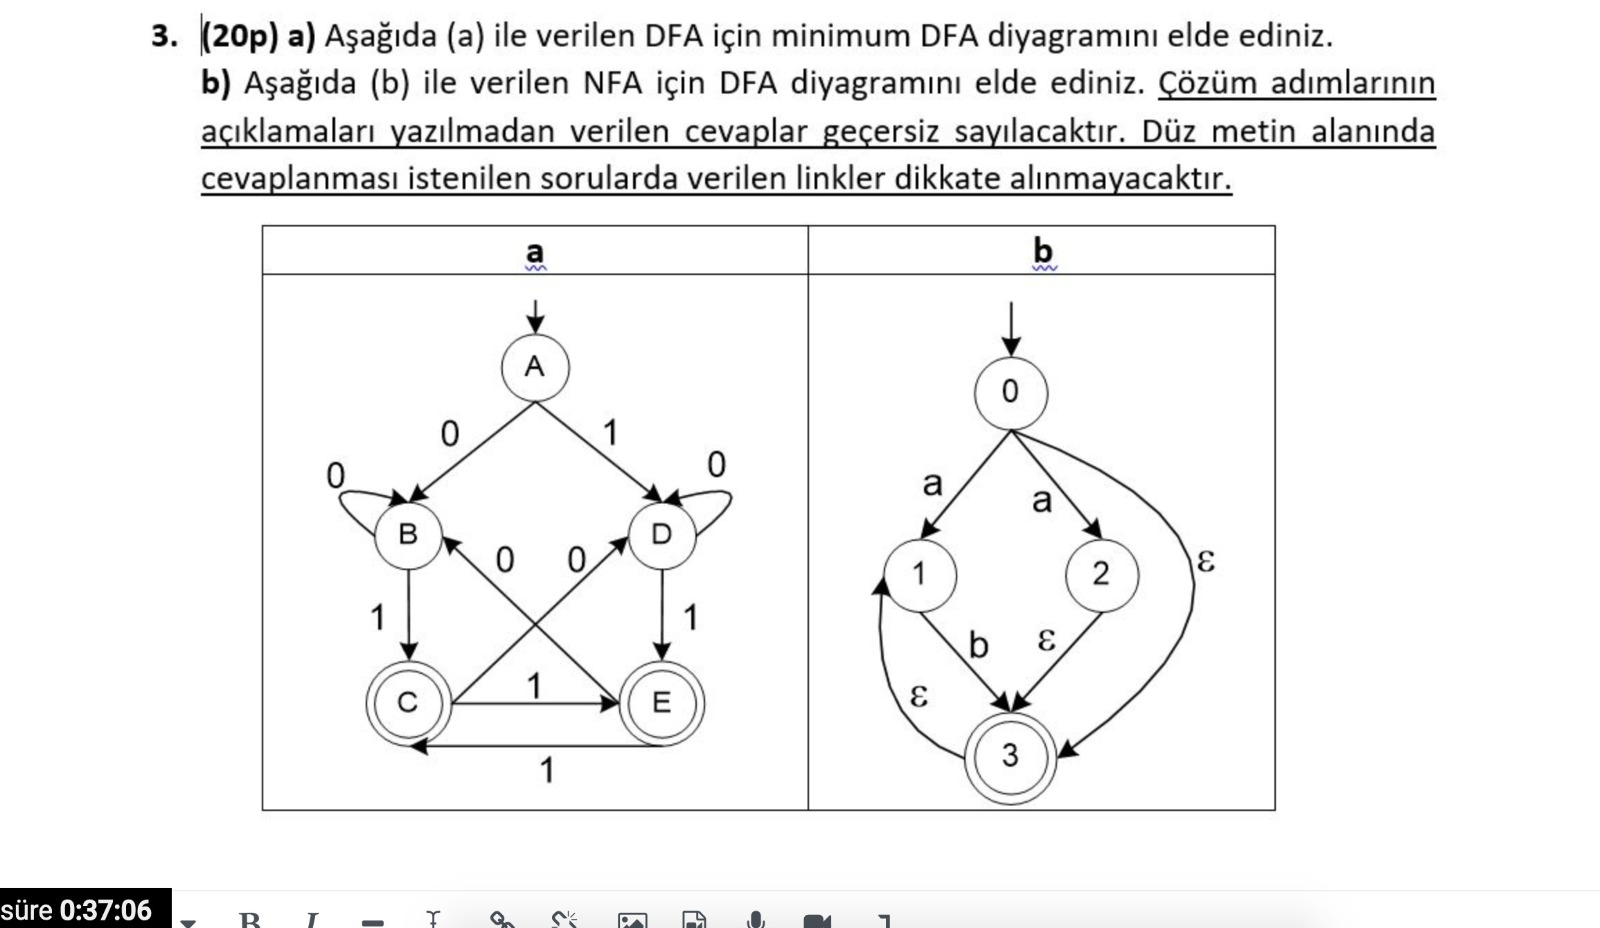 3. (20p) a) Aşağıda (a) ile verilen DFA için minimum DFA diyagramını elde ediniz.
b) Aşağıda (b) ile verilen NFA için DFA diyagramını elde ediniz. Çözüm adımlarının
açıklamaları yazılmadan verilen cevaplar geçersiz sayılacaktır. Düz metin alanında
cevaplanması istenilen sorularda verilen linkler dikkate alınmayacaktır.
a
b
A
0
1
0
0
B
D
0
0
1
1
C
1
E
1
0
a
a
1
2
ε
b
ε
ε
3
süre 0:37:06
B I